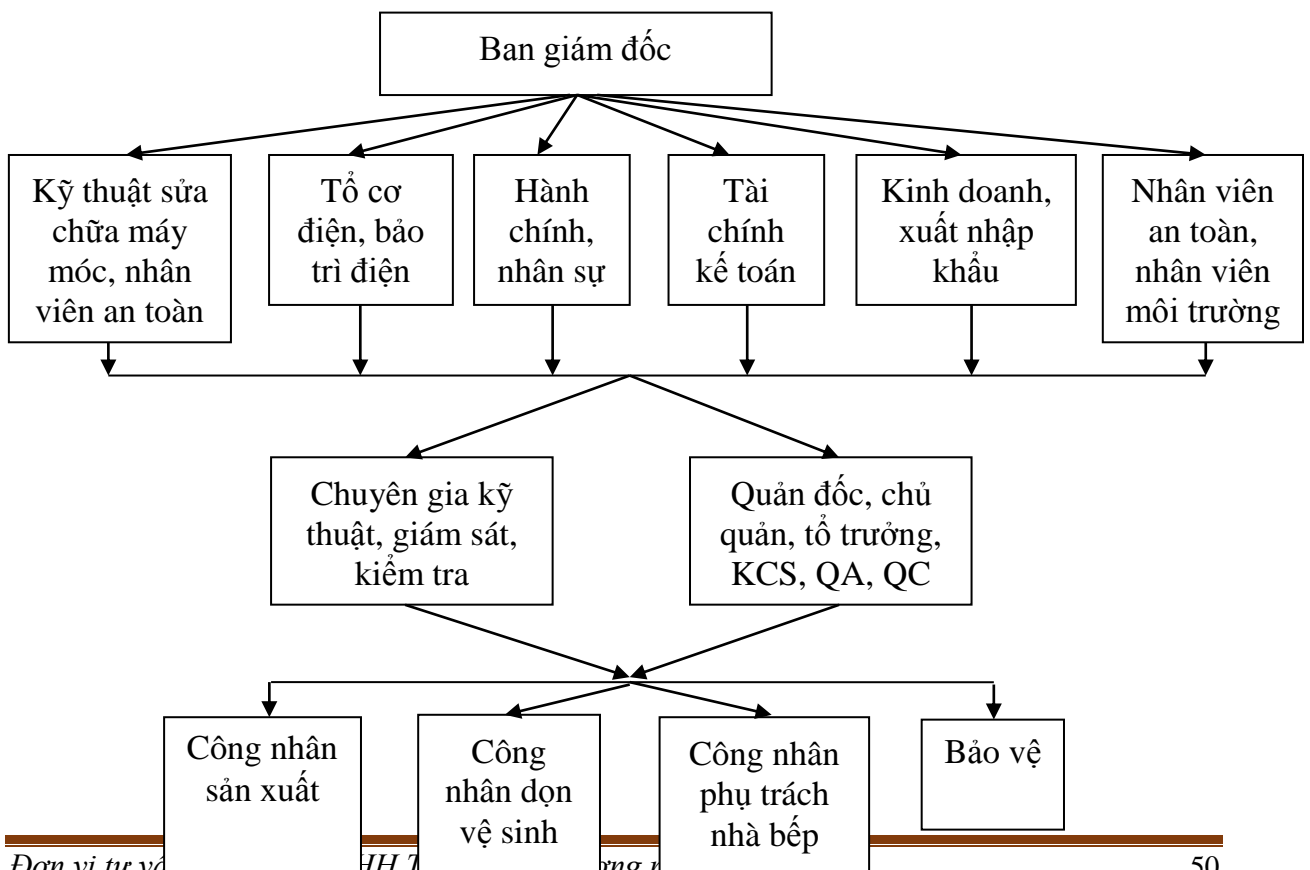 Ban giám đốc
Kỹ thuật sửa
chữa máy
móc, nhân
viên an toàn
Tổ cơ
điện, bảo
trì điện
Hành
chính,
nhân sự
Tài
chính
kế toán
Kinh doanh,
xuất nhập
khẩu
Nhân viên
an toàn,
nhân viên
môi trường
Chuyên gia kỹ
thuật, giám sát,
kiểm tra
Quản đốc, chủ
quản, tổ trưởng,
KCS, QA, QC
Công nhân
sản xuất
Công
nhân dọn
vệ sinh
Công nhân
phụ trách
nhà bếp
Bảo vệ
Đơn vị tư
50